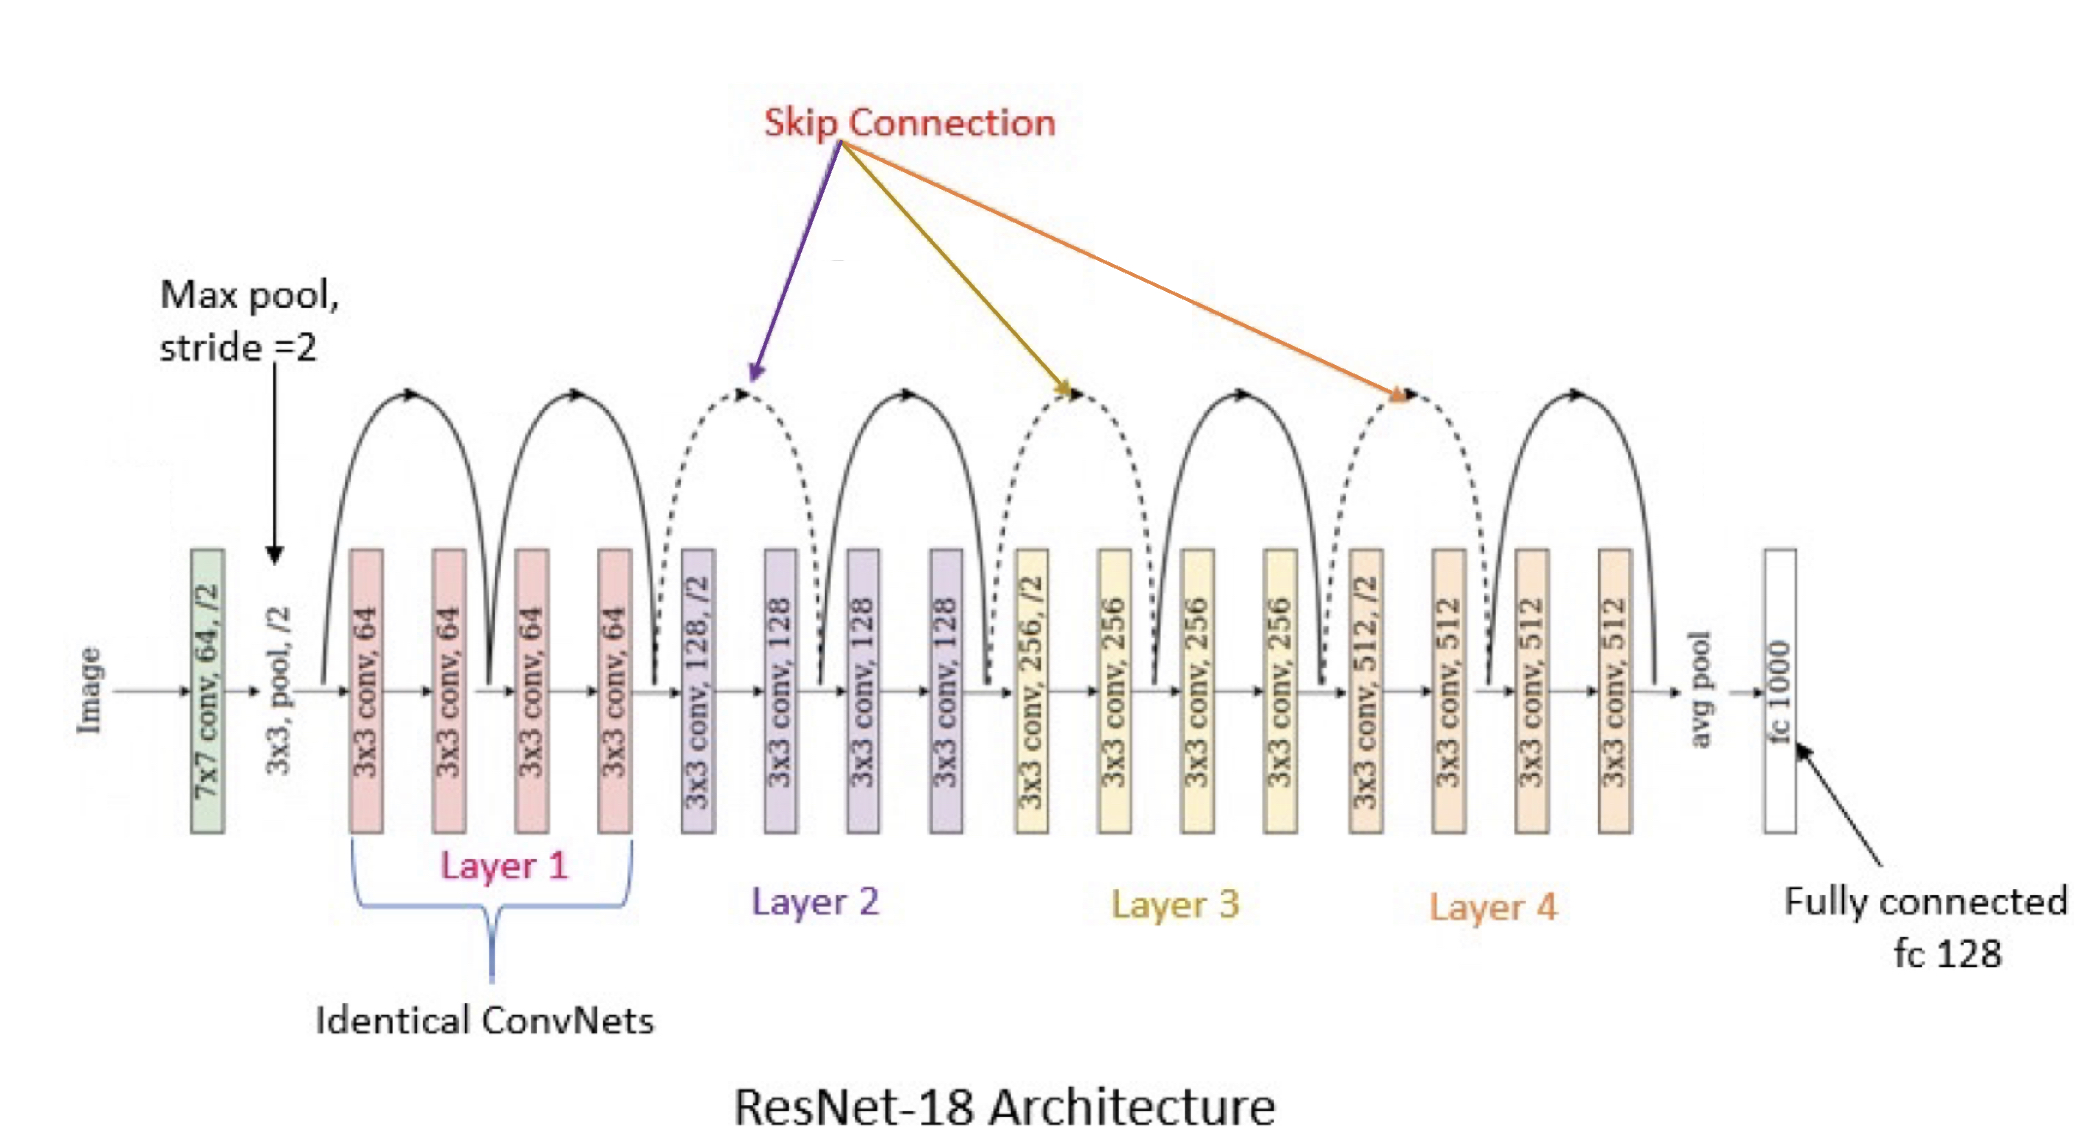 Skip Connection
Max pool,
stride =2
Image
7x7 conv, 64, /2
3x3, pool, /2
3x3 conv, 64
3x3 conv, 64
3x3 conv, 64
3x3 conv, 64
3x3 conv, 128, /2
3x3 conv, 128
3x3 conv, 128
3x3 conv, 128
3x3 conv, 256, /2
3x3 conv, 256
3x3 conv, 256
3x3 conv, 256
3x3 conv, 512, /2
3x3 conv, 512
3x3 conv, 512
3x3 conv, 512
avg pool
fc 1000
Layer 1
Layer 2
Layer 3
Layer 4
Fully connected
fc 128
Identical ConvNets
ResNet-18 Architecture